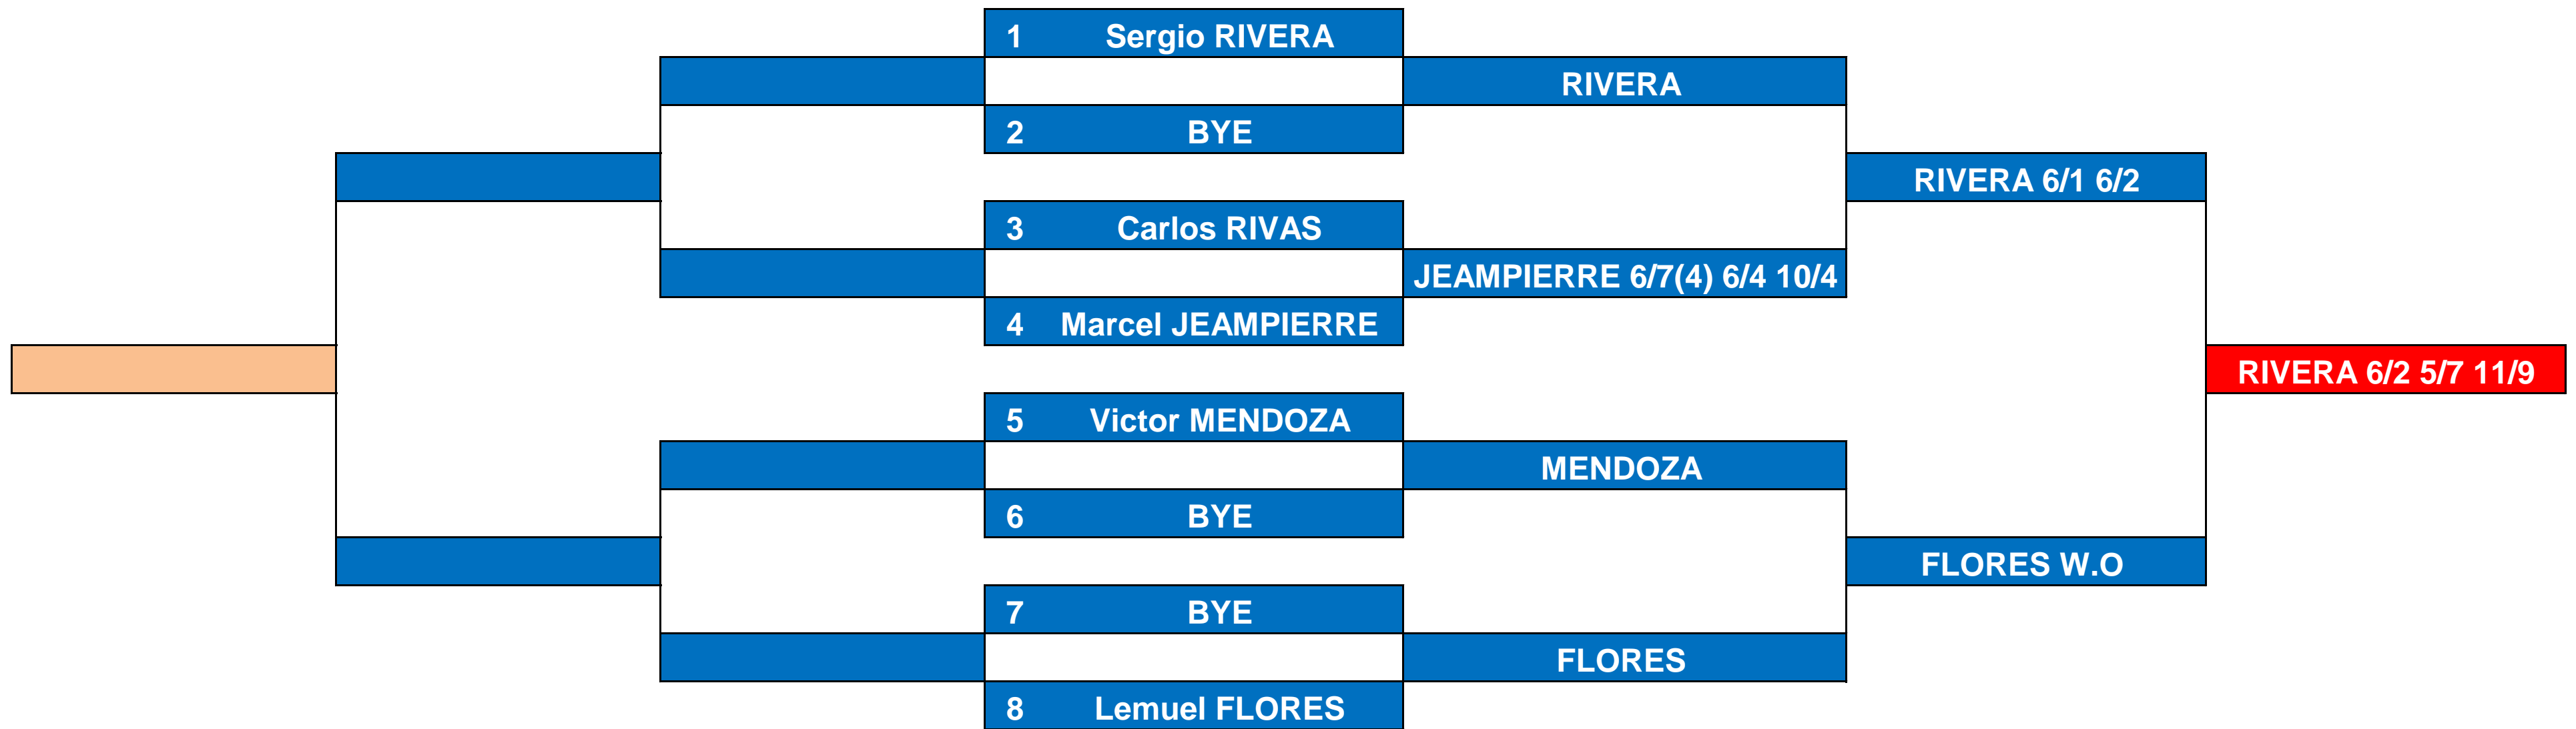 1 Sergio RIVERA
RIVERA
2 BYE
RIVERA 6/1 6/2
3 Carlos RIVAS
JEAMPIERRE 6/7(4) 6/4 10/4
4 Marcel JEAMPIERRE
RIVERA 6/2 5/7 11/9
5 Victor MENDOZA
MENDOZA
6 BYE
FLORES W.O
7 BYE
FLORES
8 Lemuel FLORES